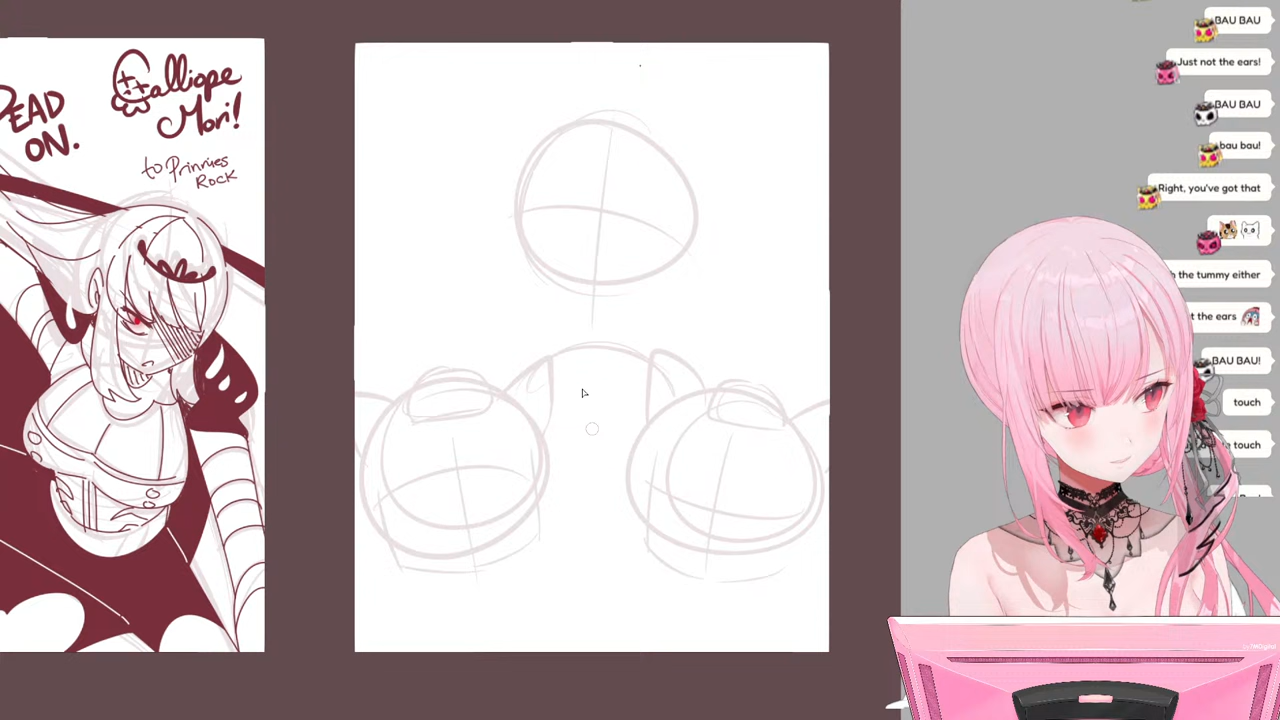 DEAD
ON.
Calliope
Mori!
to Prinnies
Rock
BAU BAU
Just not the ears!
BAU BAU
bau bau!
Right, you've got that
the tummy either
t the ears
BAU BAU!
touch
touch